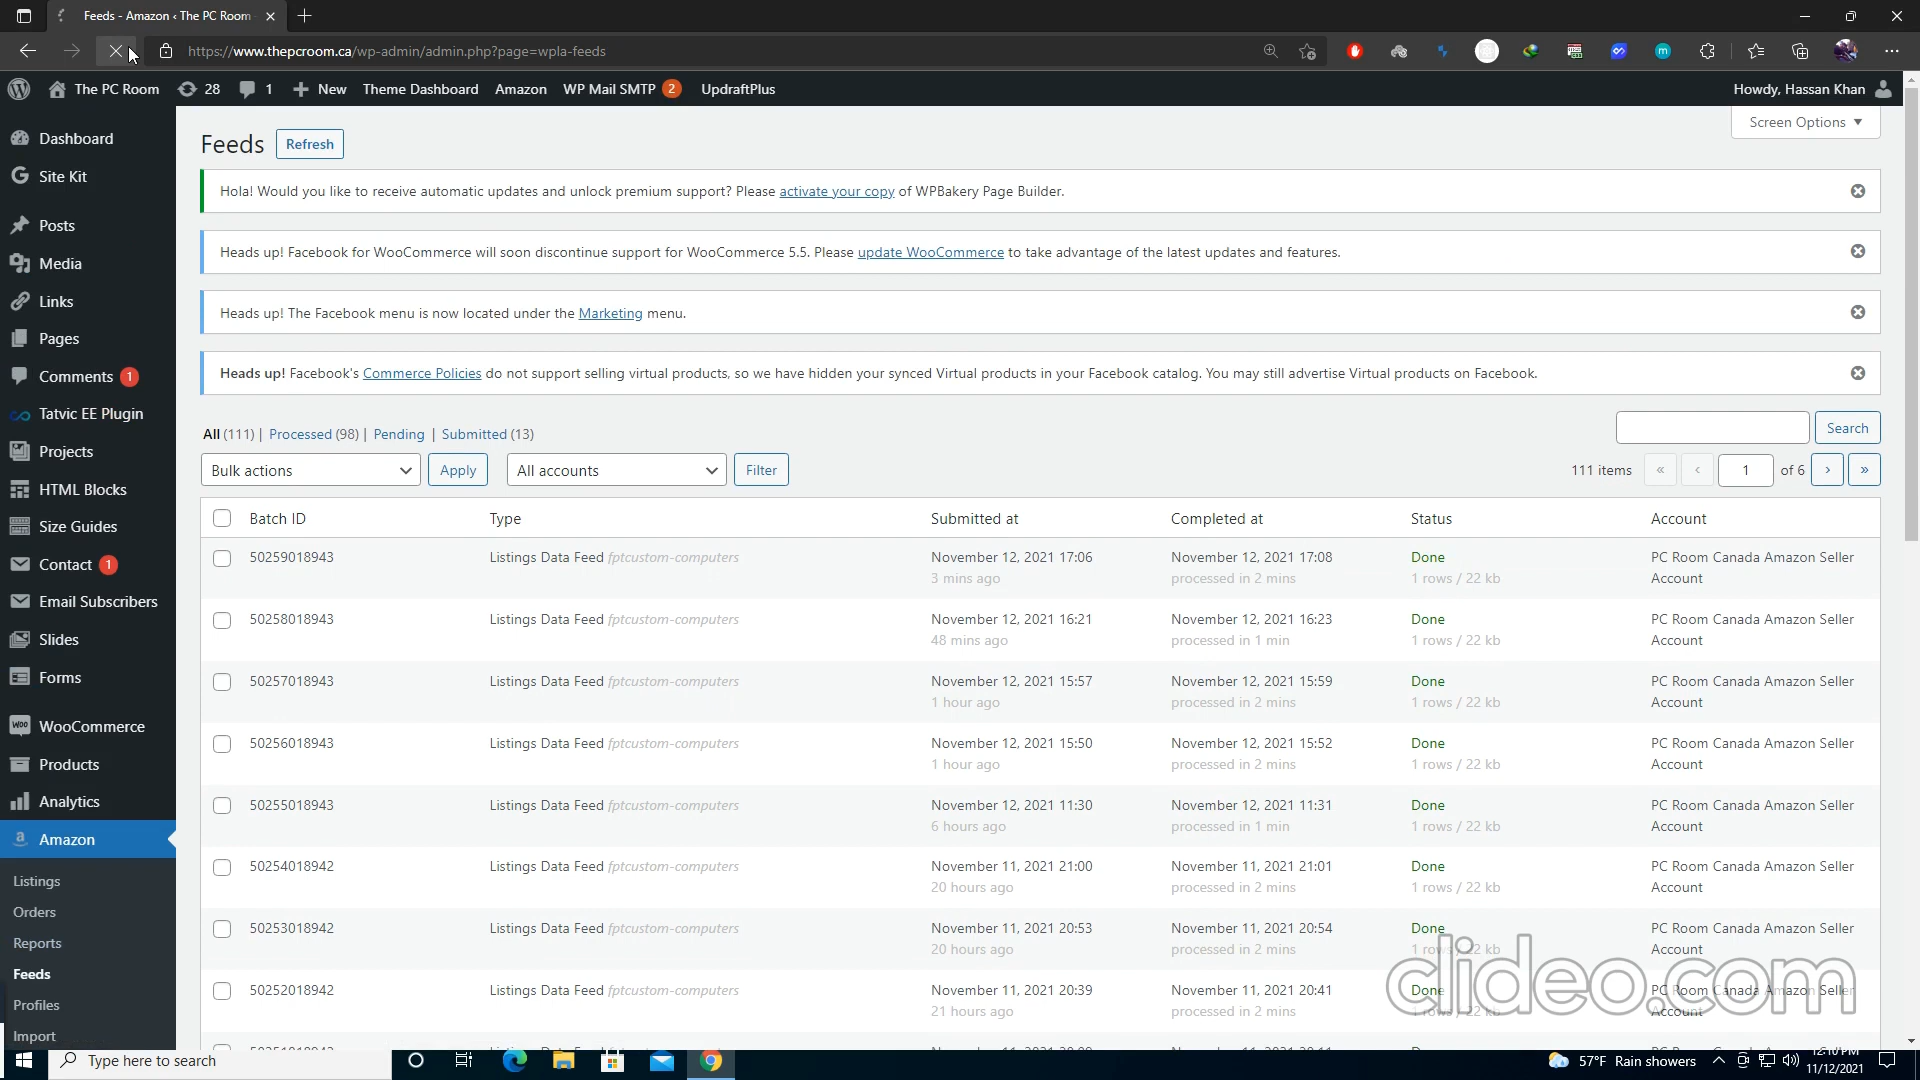 Feeds - Amazon ‹ The PC Room
https://www.thepcroom.ca/wp-admin/admin.php?page=wpla-feeds
The PC Room 28 1 New Theme Dashboard Amazon WP Mail SMTP 2 UpdraftPlus Howdy, Hassan Khan
Screen Options
Dashboard
Site Kit
Posts
Media
Links
Pages
Comments 1
Tatvic EE Plugin
Projects
HTML Blocks
Size Guides
Contact 1
Email Subscribers
Slides
Forms
WooCommerce
Products
Analytics
Amazon
Listings
Orders
Reports
Feeds
Profiles
Import
Feeds Refresh
Hola! Would you like to receive automatic updates and unlock premium support? Please activate your copy of WPBakery Page Builder.
Heads up! Facebook for WooCommerce will soon discontinue support for WooCommerce 5.5. Please update WooCommerce to take advantage of the latest updates and features.
Heads up! The Facebook menu is now located under the Marketing menu.
Heads up! Facebook's Commerce Policies do not support selling virtual products, so we have hidden your synced Virtual products in your Facebook catalog. You may still advertise Virtual products on Facebook.
All (111) | Processed (98) | Pending | Submitted (13)
Search
Bulk actions Apply All accounts Filter 111 items « ‹ 1 of 6 › »
Batch ID Type Submitted at Completed at Status Account
50259018943 Listings Data Feed fptcustom-computers November 12, 2021 17:06 November 12, 2021 17:08 Done PC Room Canada Amazon Seller
3 mins ago processed in 2 mins 1 rows / 22 kb Account
50258018943 Listings Data Feed fptcustom-computers November 12, 2021 16:21 November 12, 2021 16:23 Done PC Room Canada Amazon Seller
48 mins ago processed in 1 min 1 rows / 22 kb Account
50257018943 Listings Data Feed fptcustom-computers November 12, 2021 15:57 November 12, 2021 15:59 Done PC Room Canada Amazon Seller
1 hour ago processed in 2 mins 1 rows / 22 kb Account
50256018943 Listings Data Feed fptcustom-computers November 12, 2021 15:50 November 12, 2021 15:52 Done PC Room Canada Amazon Seller
1 hour ago processed in 2 mins 1 rows / 22 kb Account
50255018943 Listings Data Feed fptcustom-computers November 12, 2021 11:30 November 12, 2021 11:31 Done PC Room Canada Amazon Seller
6 hours ago processed in 1 min 1 rows / 22 kb Account
50254018942 Listings Data Feed fptcustom-computers November 11, 2021 21:00 November 11, 2021 21:01 Done PC Room Canada Amazon Seller
20 hours ago processed in 2 mins 1 rows / 22 kb Account
50253018942 Listings Data Feed fptcustom-computers November 11, 2021 20:53 November 11, 2021 20:54 Done PC Room Canada Amazon Seller
20 hours ago processed in 2 mins 1 rows / 22 kb Account
50252018942 Listings Data Feed fptcustom-computers November 11, 2021 20:39 November 11, 2021 20:41 Done PC Room Canada Amazon Seller
21 hours ago processed in 2 mins 1 rows / 22 kb Account
clideo.com
Type here to search 57°F Rain showers 12:10 PM
11/12/2021